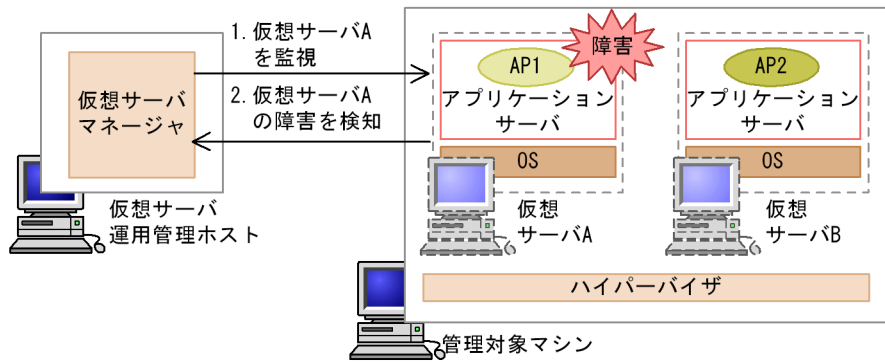 1.仮想サーバA
を監視
2.仮想サーバA
の障害を検知
仮想サーバ
マネージャ
仮想サーバ
運用管理ホスト
障害
AP1
アプリケーション
サーバ
OS
仮想
サーバA
AP2
アプリケーション
サーバ
OS
仮想
サーバB
ハイパーバイザ
管理対象マシン